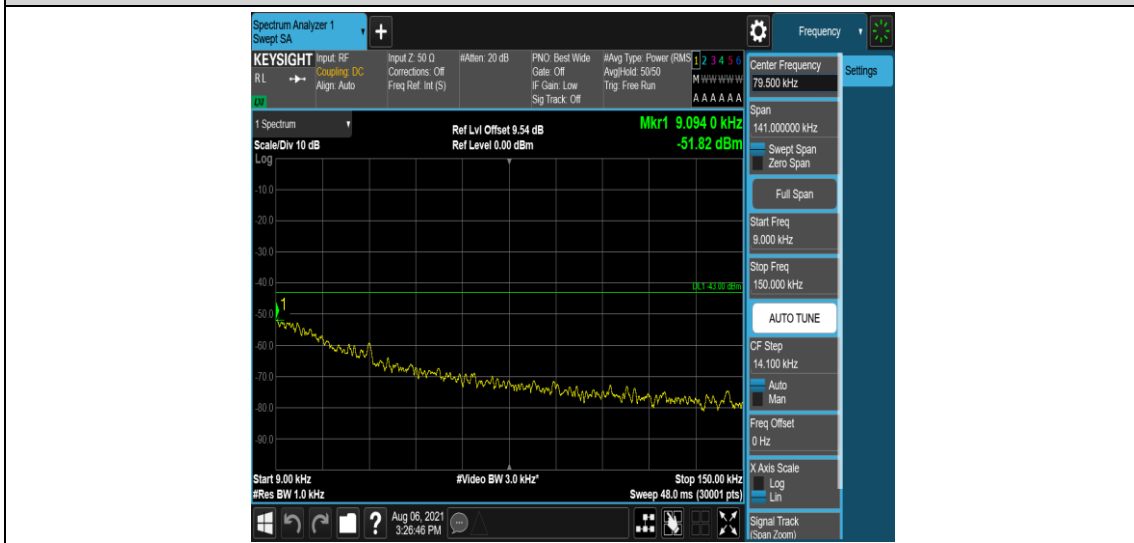 Spectrum Analyzer 1
Swept SA
+
Frequency
KEYSIGHT
RL
Input: RF
Coupling: DC
Align: Auto
Input Z: 50 Ω
Corrections: Off
Freq Ref: Int (S)
#Atten: 20 dB
PNO: Best Wide
Gate: Off
IF Gain: Low
Sig Track: Off
#Avg Type: Power (RMS
Avg|Hold: 50/50
Trig: Free Run
1 2 3 4 5 6
M W W W W W
A A A A A A
1 Spectrum
Scale/Div 10 dB
Ref Lvl Offset 9.54 dB
Ref Level 0.00 dBm
Mkr1 9.094 0 kHz
-51.82 dBm
Log
-10.0
-20.0
-30.0
-40.0
DL1 -43.00 dBm
1
-50.0
-60.0
-70.0
-80.0
-90.0
Start 9.00 kHz
#Video BW 3.0 kHz*
Stop 150.00 kHz
#Res BW 1.0 kHz
Sweep 48.0 ms (30001 pts)
Center Frequency
79.500 kHz
Settings
Span
141.000000 kHz
Swept Span
Zero Span
Full Span
Start Freq
9.000 kHz
Stop Freq
150.000 kHz
AUTO TUNE
CF Step
14.100 kHz
Auto
Man
Freq Offset
0 Hz
X Axis Scale
Log
Lin
Signal Track
(Span Zoom)
?
Aug 06, 2021
3:26:46 PM